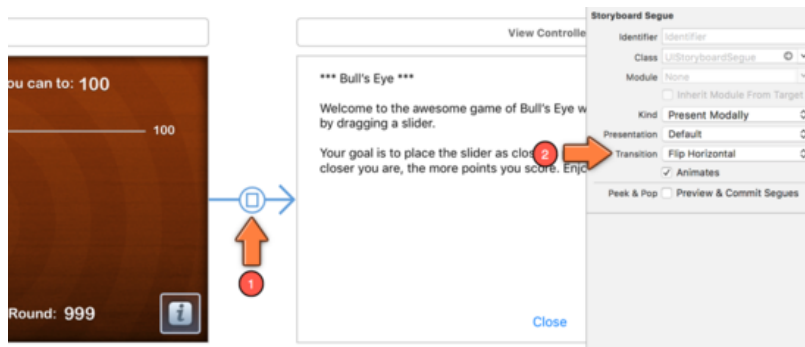 ou can to: 100
100
Round: 999
1
View Controlle
*** Bull's Eye ***
Welcome to the awesome game of Bull's Eye w
by dragging a slider.
Your goal is to place the slider as clos
closer you are, the more points you score. Enjo
Close
2
Storyboard Segue
Identifier Identifier
Class UIStoryboardSegue
Module None
Inherit Module From Target
Kind Present Modally
Presentation Default
Transition Flip Horizontal
Animates
Peek & Pop Preview & Commit Segues